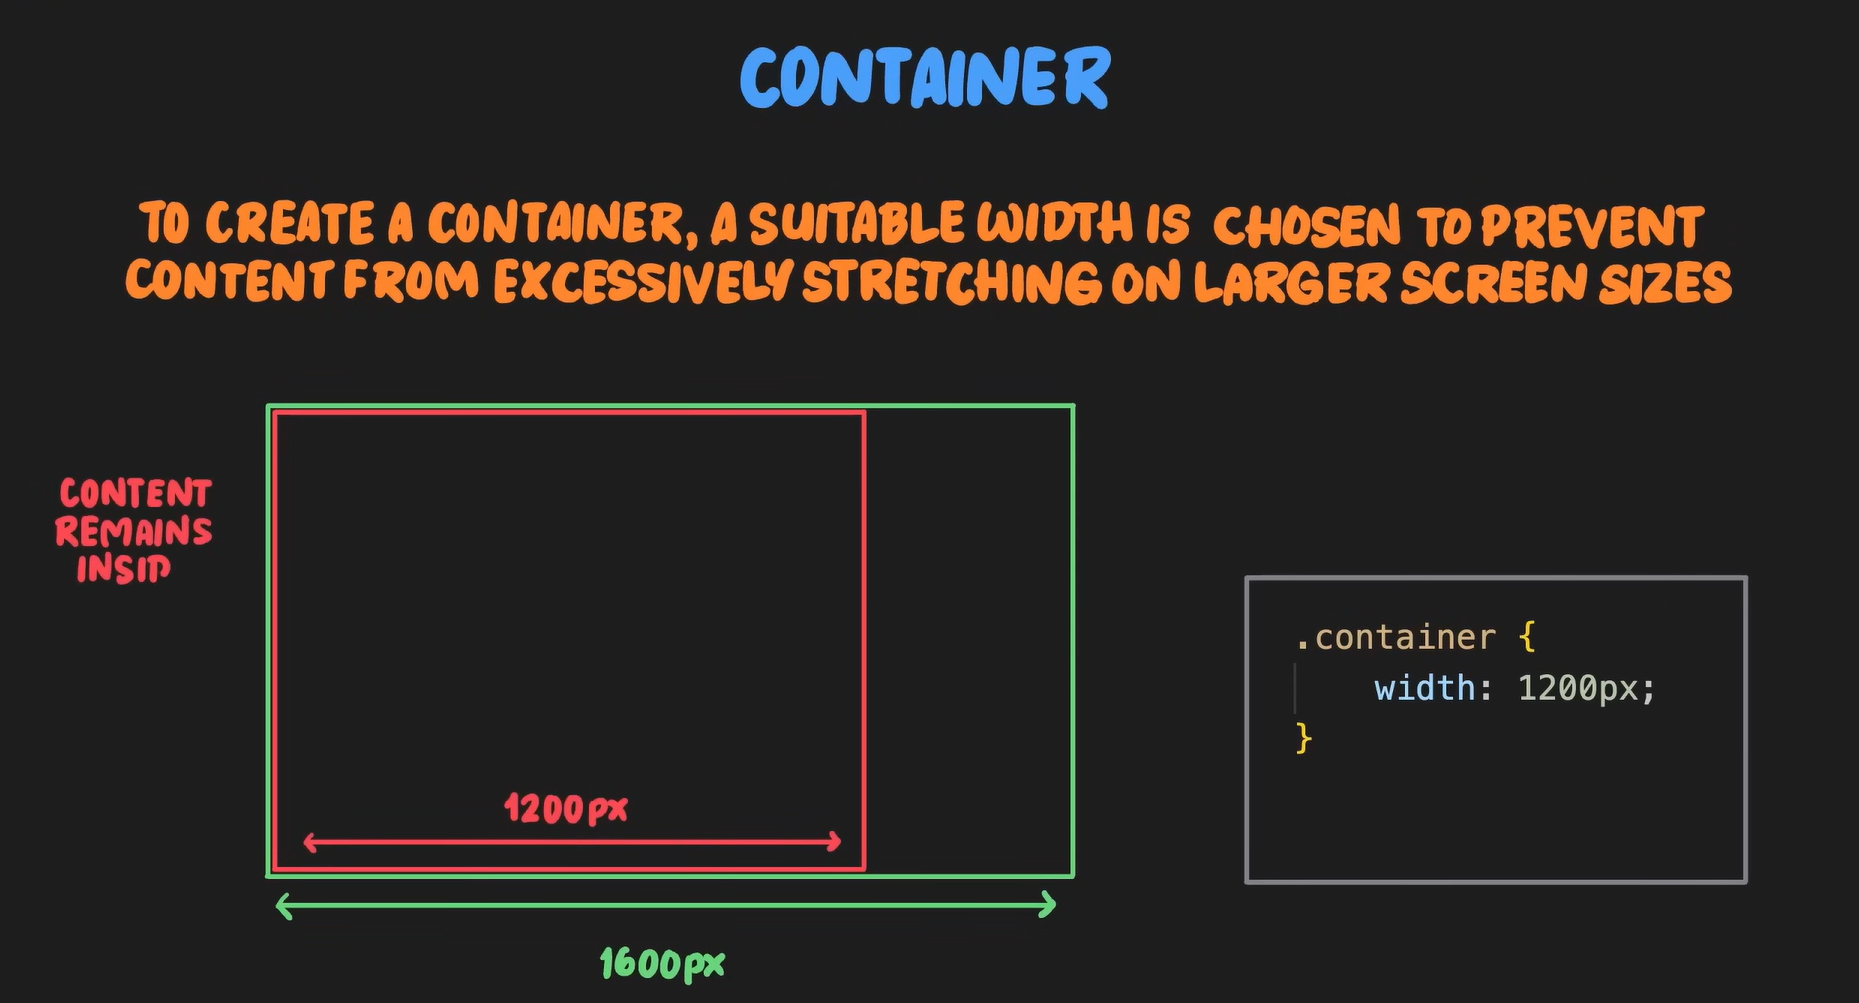 CONTAINER
TO CREATE A CONTAINER, A SUITABLE WIDTH IS CHOSEN TO PREVENT
CONTENT FROM EXCESSIVELY STRETCHING ON LARGER SCREEN SIZES
CONTENT
REMAINS
INSID
.container {
width: 1200px;
}
1200px
1600px